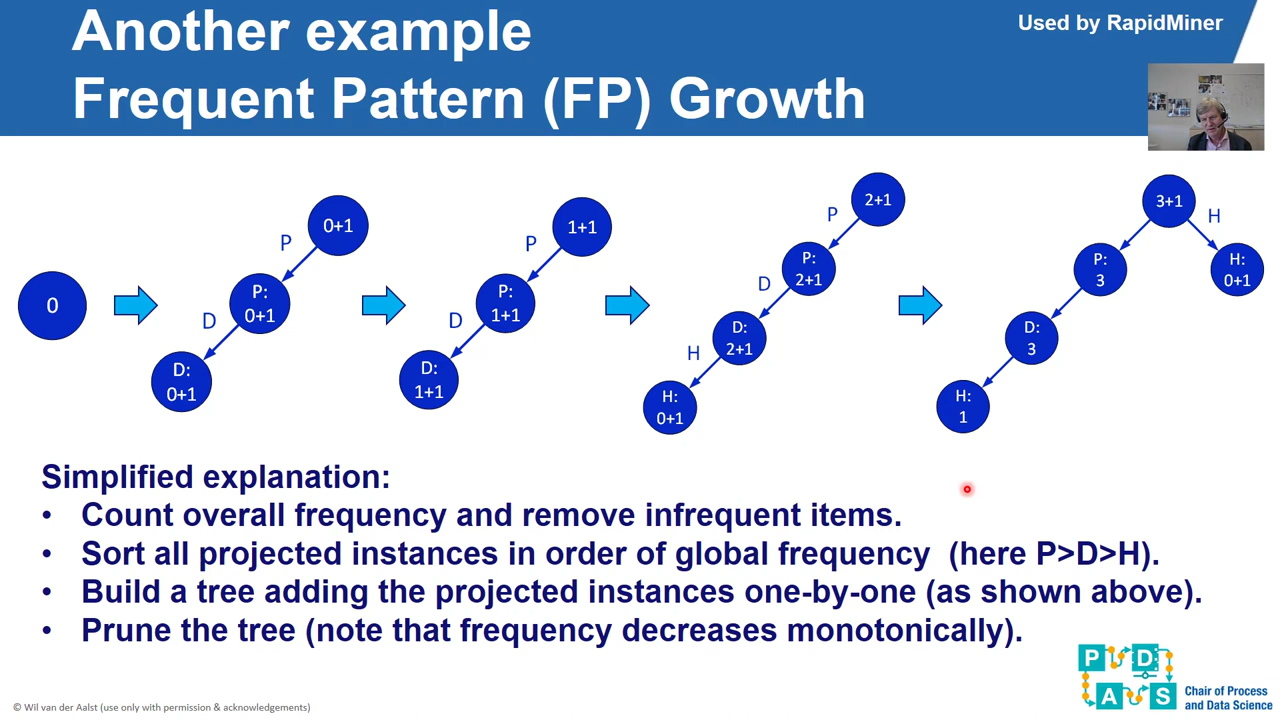 Another example
Frequent Pattern (FP) Growth
Used by RapidMiner
0
0+1
P
P:
0+1
D
D:
0+1
1+1
P
P:
1+1
D
D:
1+1
2+1
P
P:
2+1
D
D:
2+1
H
H:
0+1
3+1
H
P:
3
H:
0+1
D:
3
H:
1
Simplified explanation:
• Count overall frequency and remove infrequent items.
• Sort all projected instances in order of global frequency (here P>D>H).
• Build a tree adding the projected instances one-by-one (as shown above).
• Prune the tree (note that frequency decreases monotonically).
P D
A S
Chair of Process
and Data Science
© Wil van der Aalst (use only with permission & acknowledgements)